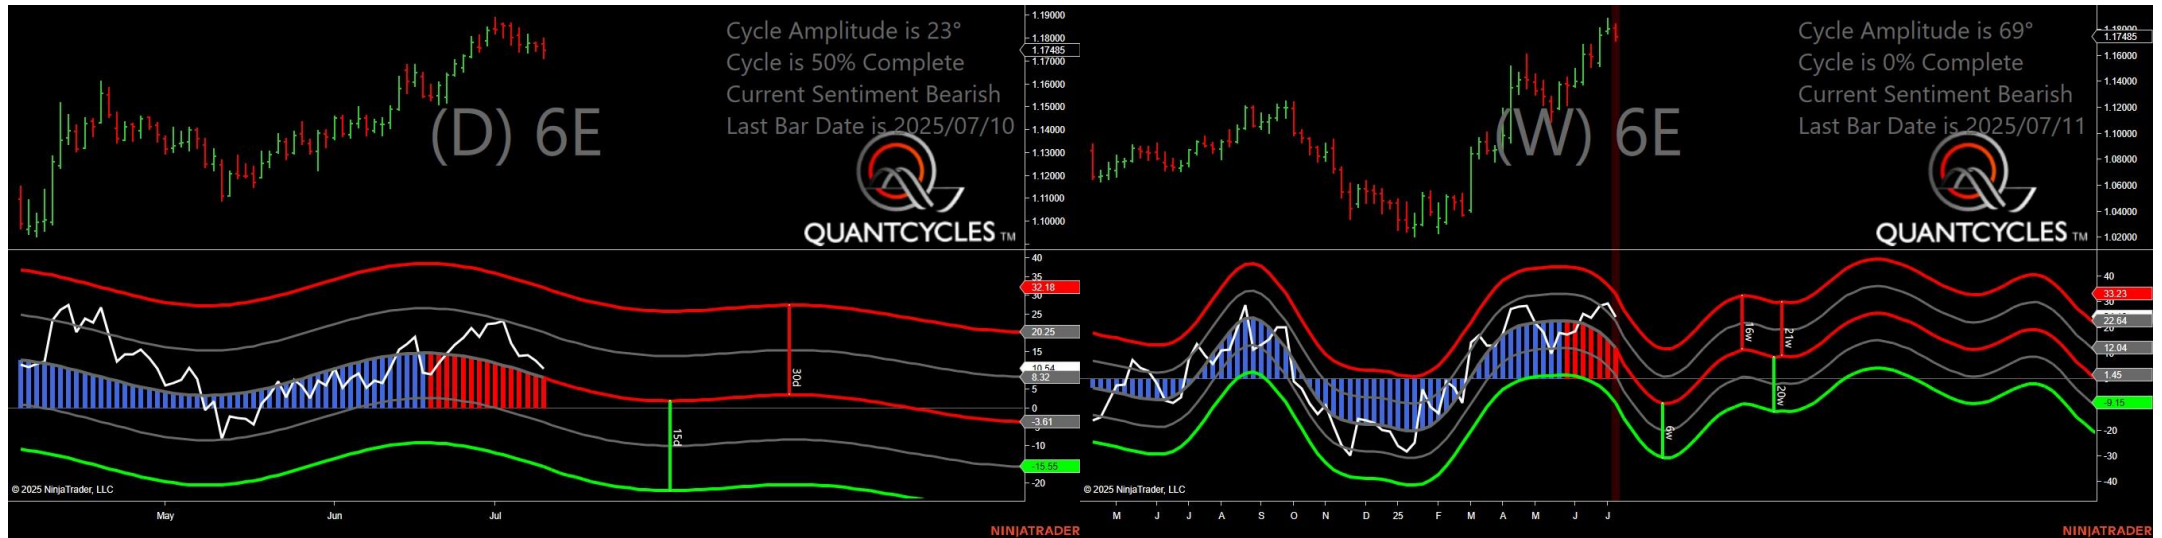 Cycle Amplitude is 23°
Cycle is 50% Complete
Current Sentiment Bearish
Last Bar Date is 2025/07/10
(D) 6E
QUANTCYCLES TM
1.19000
1.18000
1.17485
1.17000
1.16000
1.15000
1.14000
1.13000
1.12000
1.11000
1.10000
40
35
32.18
30
25
20.25
15
10.54
8.32
5
0
-3.61
-10
-15.55
-20
30d
15d
© 2025 NinjaTrader, LLC
May
Jun
Jul
NINJATRADER
Cycle Amplitude is 69°
Cycle is 0% Complete
Current Sentiment Bearish
Last Bar Date is 2025/07/11
(W) 6E
QUANTCYCLES TM
1.18000
1.17485
1.16000
1.14000
1.12000
1.10000
1.08000
1.06000
1.04000
1.02000
40
33.23
30
22.64
20
12.04
1.45
-9.15
-20
-30
-40
16w
21w
20w
6w
© 2025 NinjaTrader, LLC
M
J
J
A
S
O
N
D
25
F
M
A
M
J
J
NINJATRADER